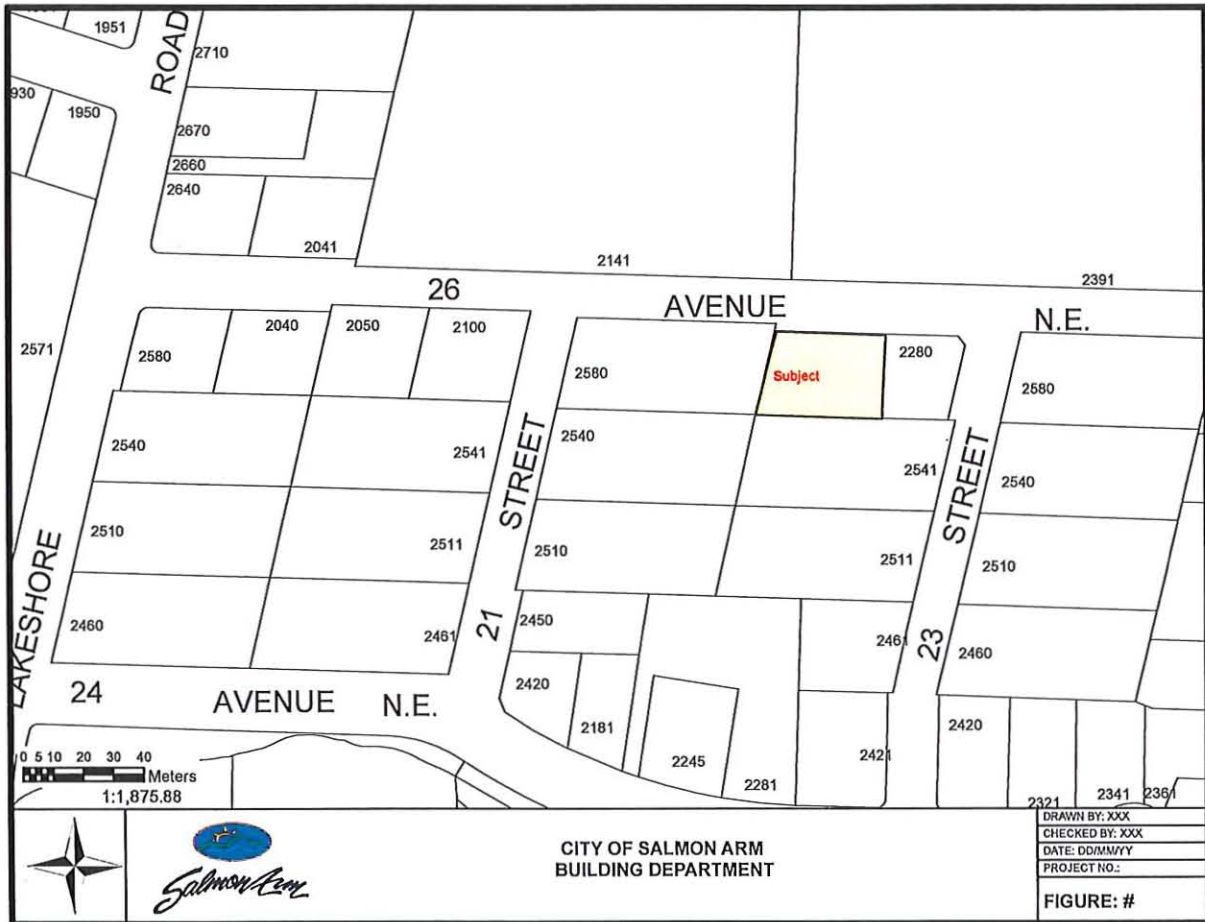 1951
ROAD
2710
930
1950
2670
2660
2640
2041
2141
2391
26 AVENUE N.E.
2571
2580
2040
2050
2100
2580
Subject
2280
2580
2540
2541
STREET
2540
2541
STREET
2540
2510
2511
2510
2511
2510
LAKESHORE
2460
2461
21
2450
2461
23
2460
24 AVENUE N.E.
2420
2181
2245
2281
2421
2420
2321
2341
2361
0 5 10 20 30 40
Meters
1:1,875.88
Salmon Arm
CITY OF SALMON ARM
BUILDING DEPARTMENT
DRAWN BY: XXX
CHECKED BY: XXX
DATE: DD/MM/YY
PROJECT NO.:
FIGURE: #